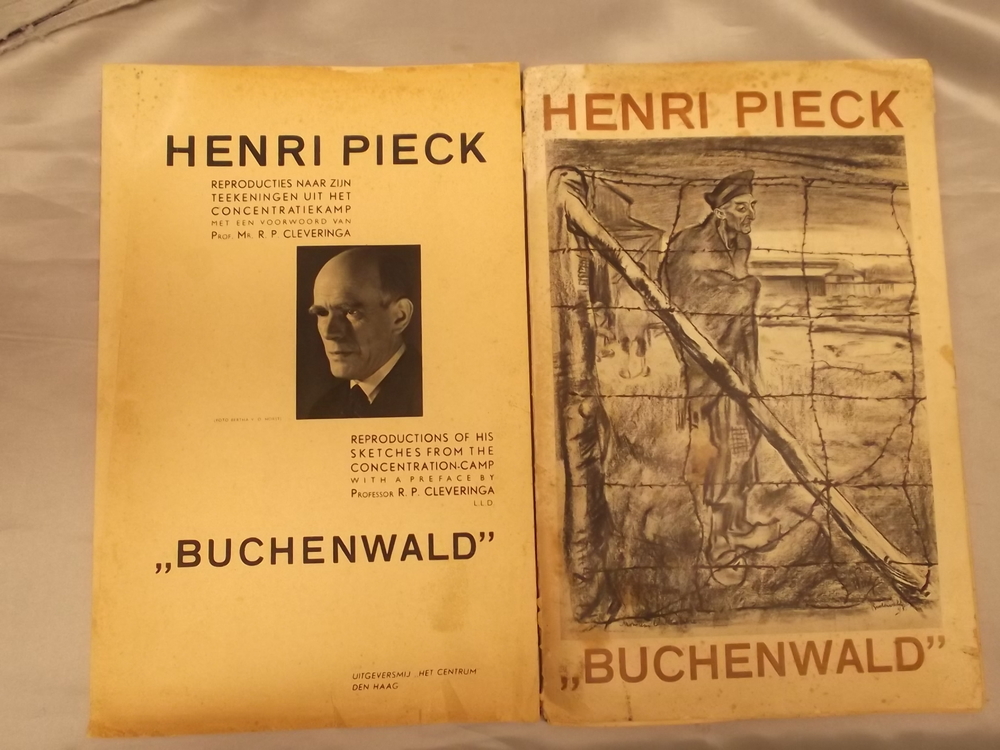 HENRI PIECK
REPRODUCTIES NAAR ZIJN
TEEKENINGEN UIT HET
CONCENTRATIEKAMP
MET EEN VOORWOORD VAN
PROF. MR. R. P. CLEVERINGA
REPRODUCTIONS OF HIS
SKETCHES FROM THE
CONCENTRATION-CAMP
WITH A PREFACE BY
PROFESSOR R. P. CLEVERINGA
L.L.D.
„BUCHENWALD”
UITGEVERSMIJ „HET CENTRUM
DEN HAAG
HENRI PIECK
„BUCHENWALD”